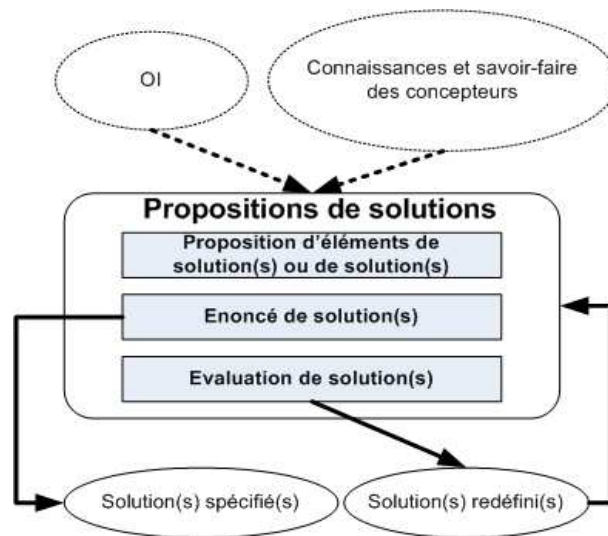 OI
Connaissances et savoir-faire
des concepteurs
Propositions de solutions
Proposition d'éléments de
solution(s) ou de solution(s)
Enoncé de solution(s)
Evaluation de solution(s)
Solution(s) spécifié(s)
Solution(s) redéfini(s)